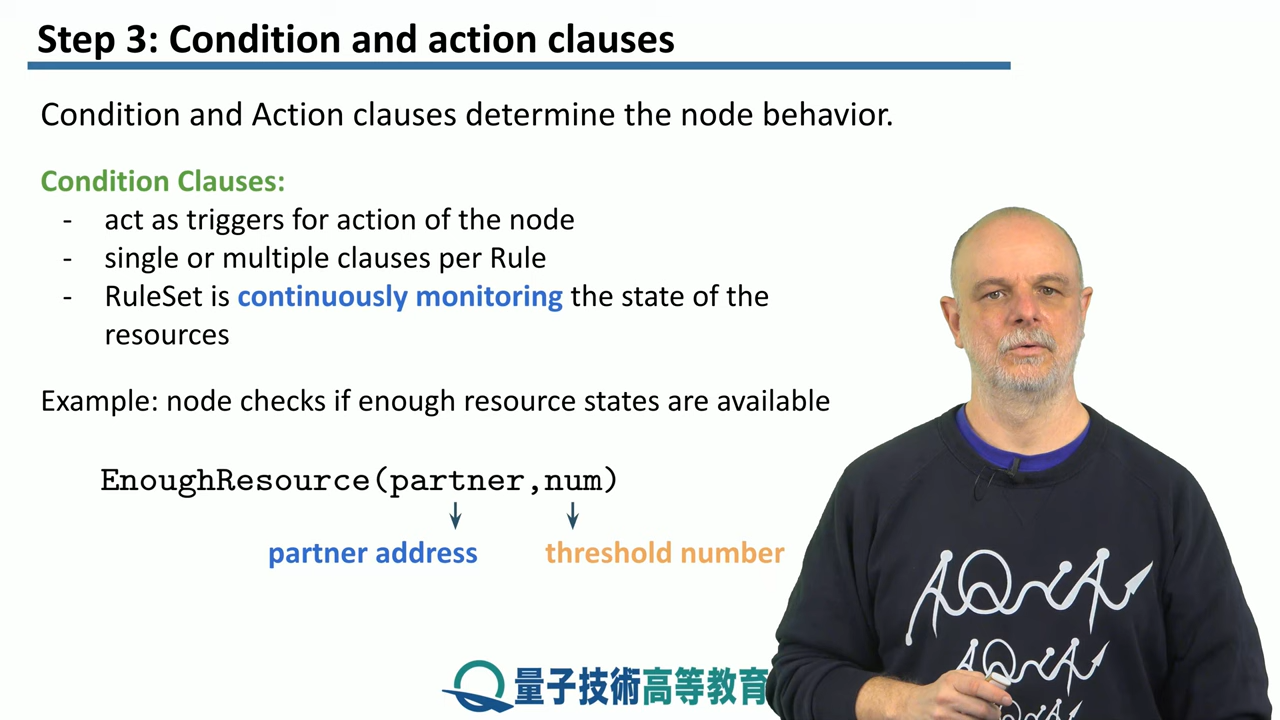 Step 3: Condition and action clauses
Condition and Action clauses determine the node behavior.
Condition Clauses:
- act as triggers for action of the node
- single or multiple clauses per Rule
- RuleSet is continuously monitoring the state of the
resources
Example: node checks if enough resource states are available
EnoughResource(partner,num)
partner address
threshold number
量子技術高等教育
AQUA
AQUA